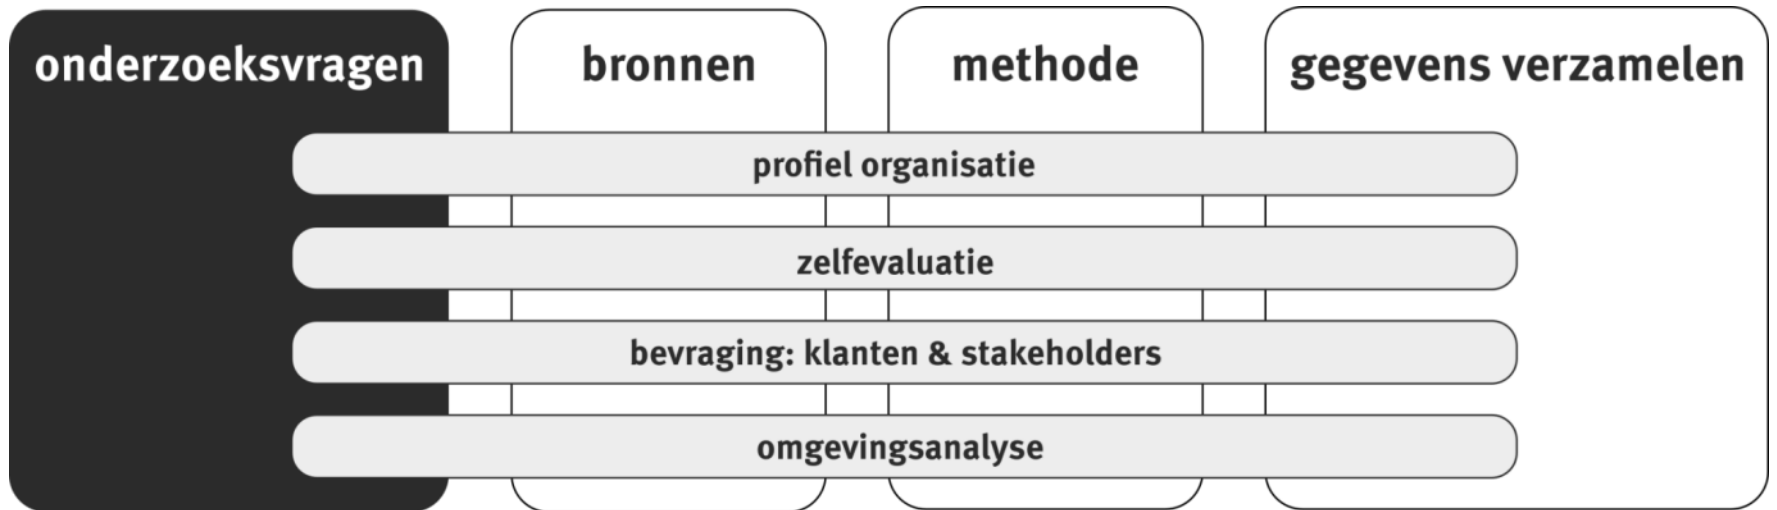 onderzoeksvragen
bronnen
methode
gegevens verzamelen
profiel organisatie
zelfevaluatie
bevraging: klanten & stakeholders
omgevingsanalyse